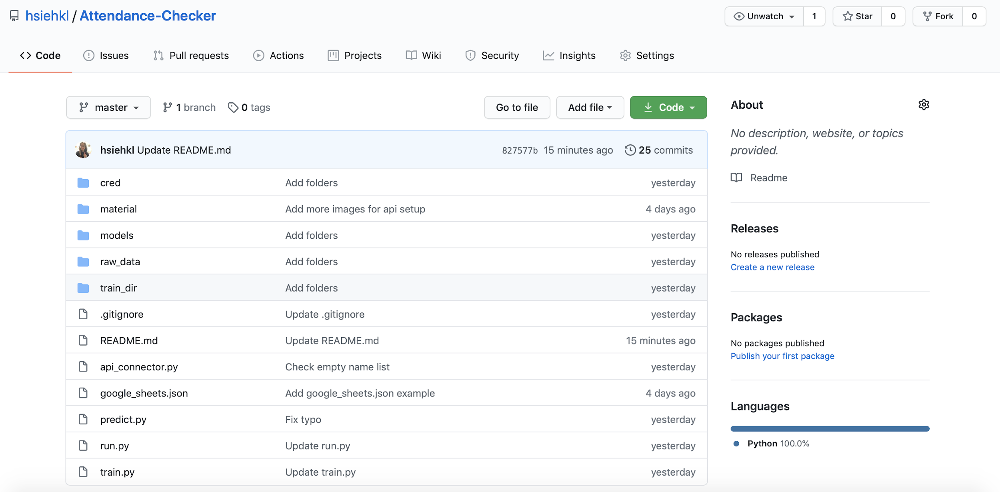 hsiehkl / Attendance-Checker
Unwatch 1 Star 0 Fork 0
Code Issues Pull requests Actions Projects Wiki Security Insights Settings
master 1 branch 0 tags Go to file Add file Code
hsiehkl Update README.md 827577b 15 minutes ago 25 commits
cred Add folders yesterday
material Add more images for api setup 4 days ago
models Add folders yesterday
raw_data Add folders yesterday
train_dir Add folders yesterday
.gitignore Update .gitignore yesterday
README.md Update README.md 15 minutes ago
api_connector.py Check empty name list yesterday
google_sheets.json Add google_sheets.json example 4 days ago
predict.py Fix typo yesterday
run.py Update run.py yesterday
train.py Update train.py yesterday
About
No description, website, or topics
provided.
Readme
Releases
No releases published
Create a new release
Packages
No packages published
Publish your first package
Languages
Python 100.0%